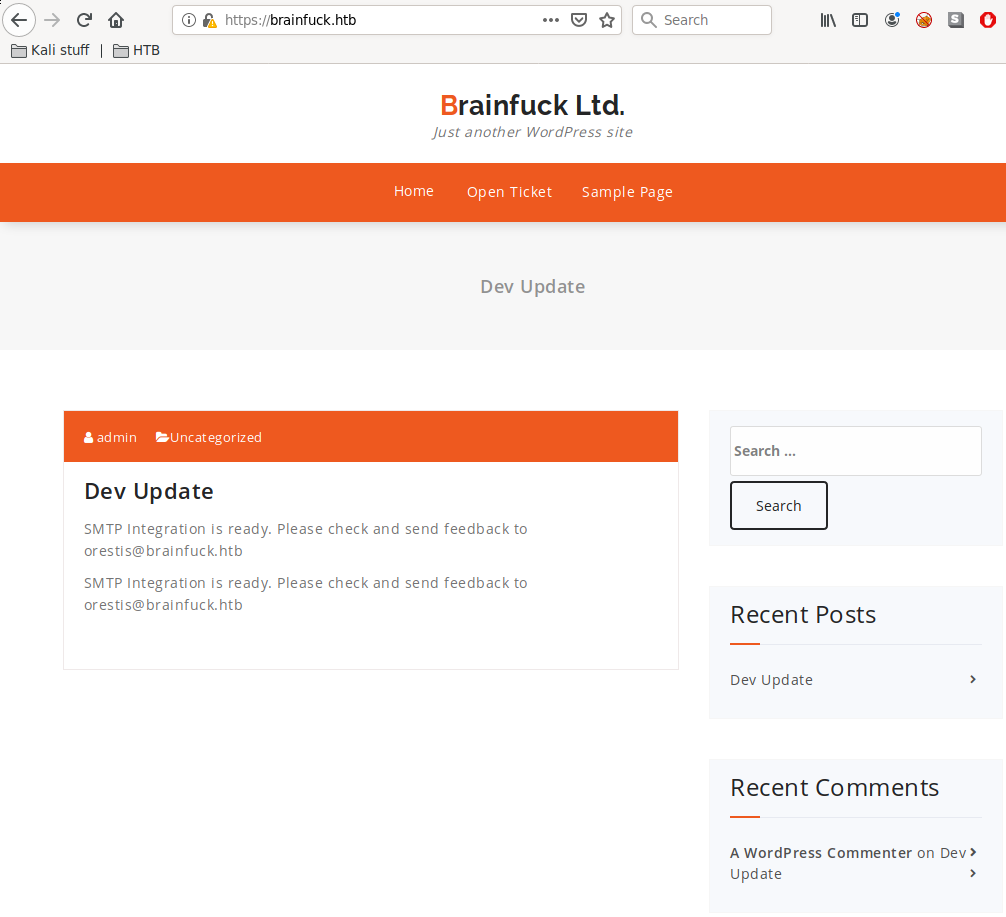 https://brainfuck.htb
Search
Kali stuff | HTB
Brainfuck Ltd.
Just another WordPress site
Home Open Ticket Sample Page
Dev Update
admin Uncategorized
Dev Update
SMTP Integration is ready. Please check and send feedback to
orestis@brainfuck.htb
SMTP Integration is ready. Please check and send feedback to
orestis@brainfuck.htb
Search ...
Search
Recent Posts
Dev Update
Recent Comments
A WordPress Commenter on Dev
Update